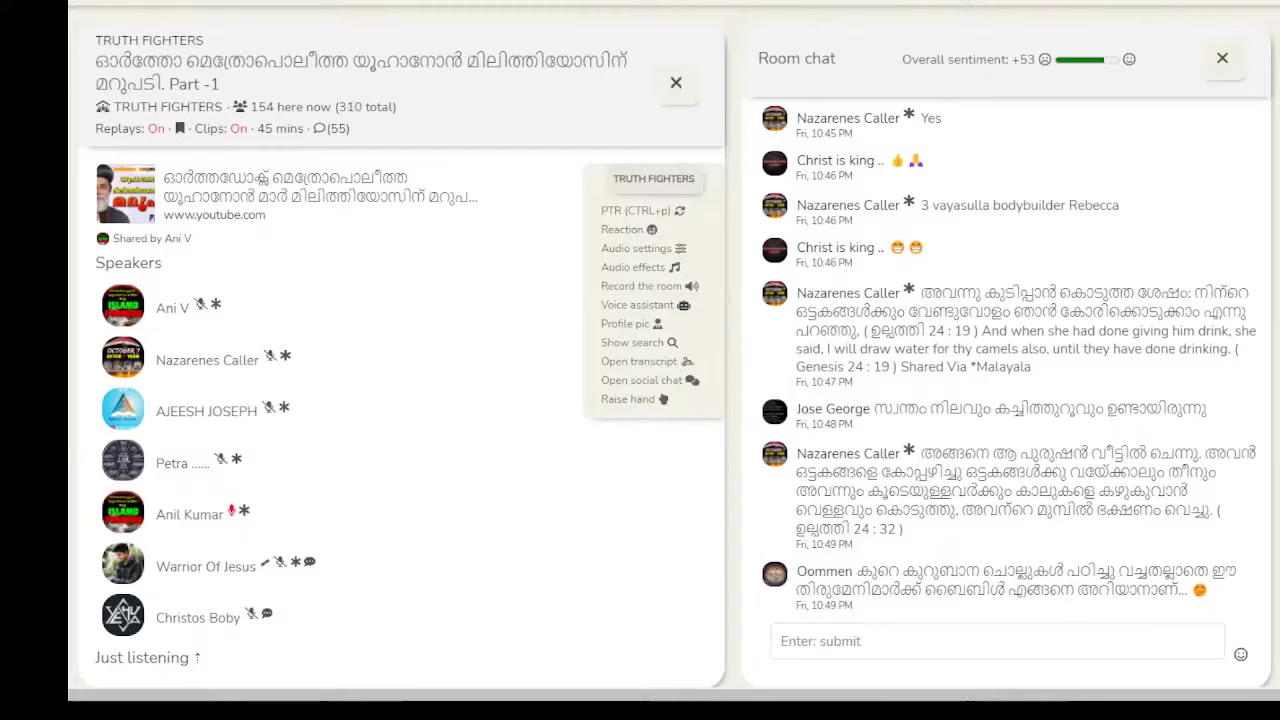 TRUTH FIGHTERS
ഓർത്തോ മെത്രോപൊലീത്ത യൂഹാനോൻ മിലിത്തിയോസിന്
മറുപടി. Part -1
TRUTH FIGHTERS · 154 here now (310 total)
Replays: On · Clips: On · 45 mins · (55)
ഓർത്തഡോക്സ് മെത്രാപൊലീത്ത
യൂഹാനോൻ മാർ മിലിത്തിയോസിന് മറുപ...
www.youtube.com
Shared by Ani V
Speakers
Ani V
Nazarenes Caller
AJEESH JOSEPH
Petra ......
Anil Kumar
Warrior Of Jesus
Christos Boby
Just listening ⇡
TRUTH FIGHTERS
PTR (CTRL+p)
Reaction
Audio settings
Audio effects
Record the room
Voice assistant
Profile pic
Show search
Open transcript
Open social chat
Raise hand
Room chat
Overall sentiment: +53
Nazarenes Caller Yes
Fri, 10:45 PM
Christ is king .. 👍 🙏
Fri, 10:46 PM
Nazarenes Caller 3 vayasulla bodybuilder Rebecca
Fri, 10:46 PM
Christ is king .. 😁 😁
Fri, 10:46 PM
Nazarenes Caller അവന്നു കുടിപ്പാൻ കൊടുത്ത ശേഷം: നിന്റെ
ഒട്ടകങ്ങൾക്കും വേണ്ടുവോളം ഞാൻ കോരിക്കൊടുക്കാം എന്നു
പറഞ്ഞു, ( ഉല്പത്തി 24 : 19 ) And when she had done giving him drink, she
said, I will draw water for thy camels also, until they have done drinking. (
Genesis 24 : 19 ) Shared Via *Malayala
Fri, 10:47 PM
Jose George സ്വന്തം നിലവും കച്ചിത്തുറുവും ഉണ്ടായിരുന്നു
Fri, 10:48 PM
Nazarenes Caller അങ്ങനെ ആ പുരുഷൻ വീട്ടിൽ ചെന്നു. അവൻ
ഒട്ടകങ്ങളെ കോപ്പഴിച്ചു ഒട്ടകങ്ങൾക്കു വയ്ക്കോലും തീനും
അവന്നും കൂടെയുള്ളവർക്കും കാലുകളെ കഴുകുവാൻ
വെള്ളവും കൊടുത്തു, അവന്റെ മുമ്പിൽ ഭക്ഷണം വെച്ചു. (
ഉല്പത്തി 24 : 32 )
Fri, 10:49 PM
Oommen കുറെ കുറുബാന ചൊല്ലുകൾ പഠിച്ചു വച്ചതല്ലാതെ ഈ
തിരുമേനിമാർക്ക് ബൈബിൾ എങ്ങനെ അറിയാനാണ്...
Fri, 10:49 PM
Enter: submit